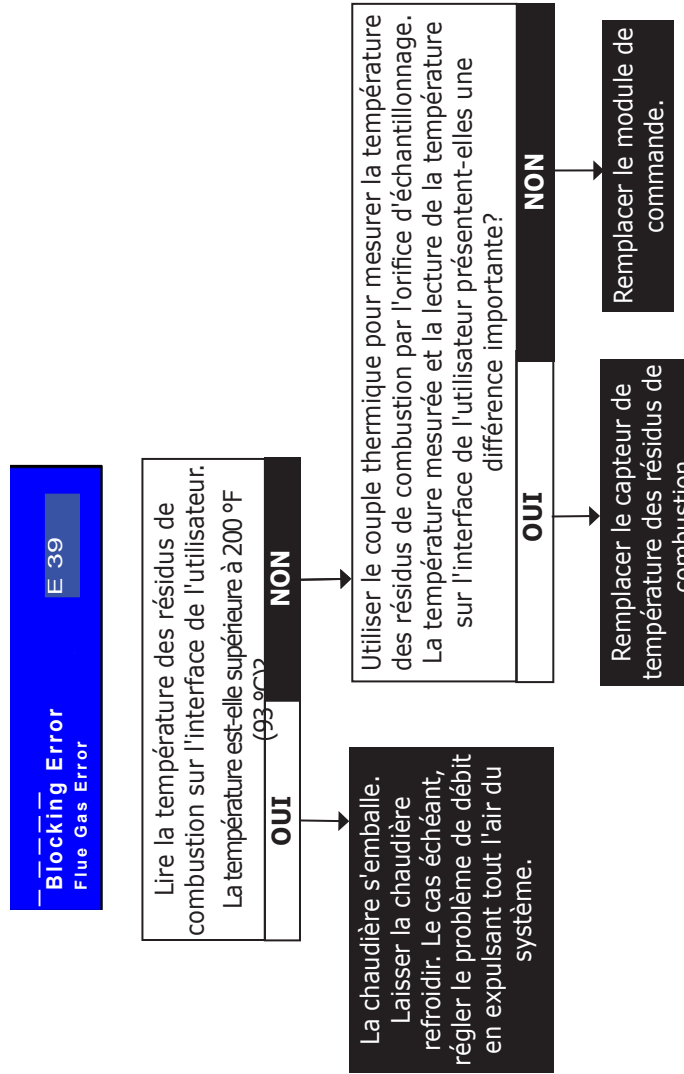 Blocking Error
Flue Gas Error
E 39
Lire la température des résidus de
combustion sur l'interface de l'utilisateur.
La température est-elle supérieure à 200 °F
(93 °C)?
OUI
NON
La chaudière s'emballe.
Laisser la chaudière
refroidir. Le cas échéant,
régler le problème de débit
en expulsant tout l'air du
système.
Utiliser le couple thermique pour mesurer la température
des résidus de combustion par l'orifice d'échantillonnage.
La température mesurée et la lecture de la température
sur l'interface de l'utilisateur présentent-elles une
différence importante?
OUI
NON
Remplacer le capteur de
température des résidus de
combustion
Remplacer le module de
commande.